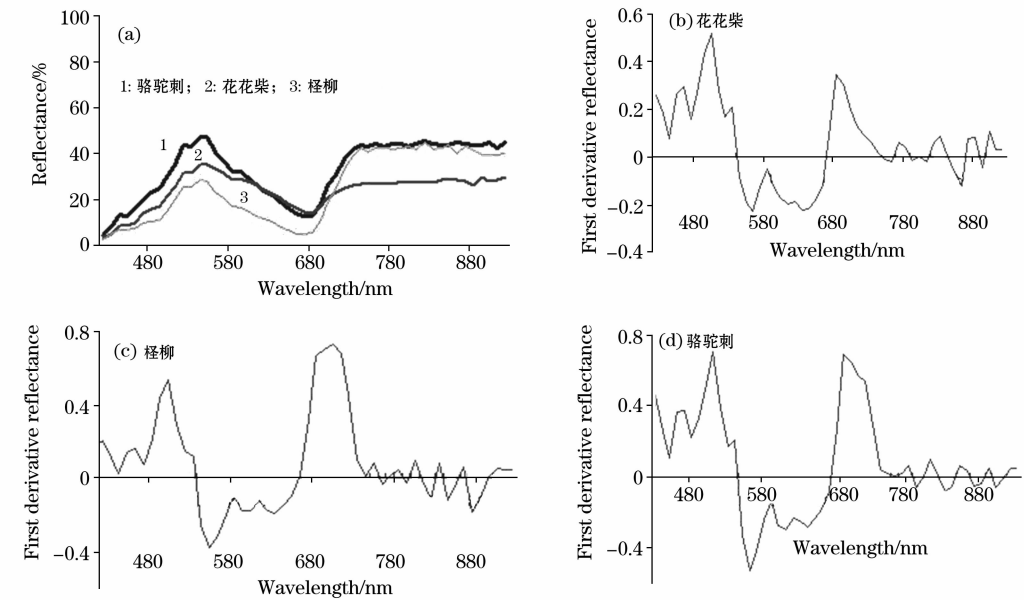 (a)
1: 骆驼刺; 2: 花花柴; 3: 柽柳
Reflectance/%
100
80
60
40
20
0
1
2
3
480 580 680 780 880
Wavelength/nm
(b) 花花柴
First derivative reflectance
0.6
0.4
0.2
0
−0.2
−0.4
480 580 680 780 880
Wavelength/nm
(c) 柽柳
First derivative reflectance
0.8
0.4
0
−0.4
480 580 680 780 880
Wavelength/nm
(d) 骆驼刺
First derivative reflectance
0.8
0.4
0
−0.4
480 580 680 780 880
Wavelength/nm